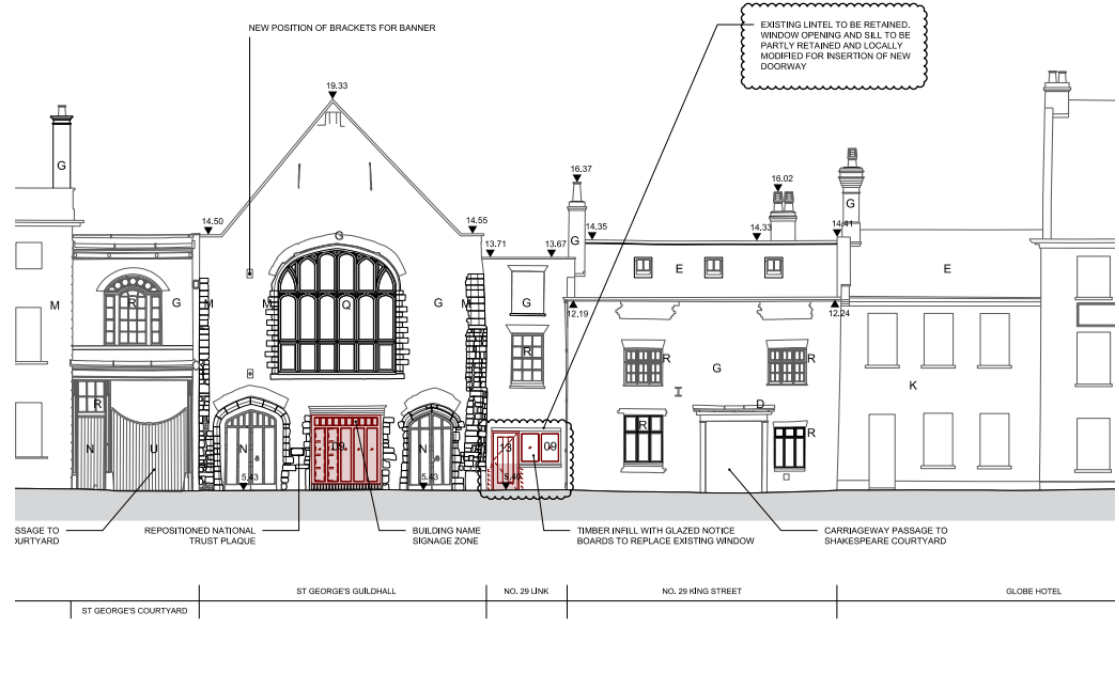 NEW POSITION OF BRACKETS FOR BANNER
EXISTING LINTEL TO BE RETAINED.
WINDOW OPENING AND SILL TO BE
PARTLY RETAINED AND LOCALLY
MODIFIED FOR INSERTION OF NEW
DOORWAY
19.33
16.37
16.02
14.50
14.55
14.35
14.33
14.41
13.71
13.67
12.19
12.24
G
G
G
G
E
E
M
R
G
M
M
Q
G
M
G
R
R
R
G
K
R
D
R
R
N
U
N
09
N
13
09
5.43
5.43
SSAGE TO
OURTYARD
REPOSITIONED NATIONAL
TRUST PLAQUE
BUILDING NAME
SIGNAGE ZONE
TIMBER INFILL WITH GLAZED NOTICE
BOARDS TO REPLACE EXISTING WINDOW
CARRIAGEWAY PASSAGE TO
SHAKESPEARE COURTYARD
ST GEORGE'S GUILDHALL
NO. 29 LINK
NO. 29 KING STREET
GLOBE HOTEL
ST GEORGE'S COURTYARD